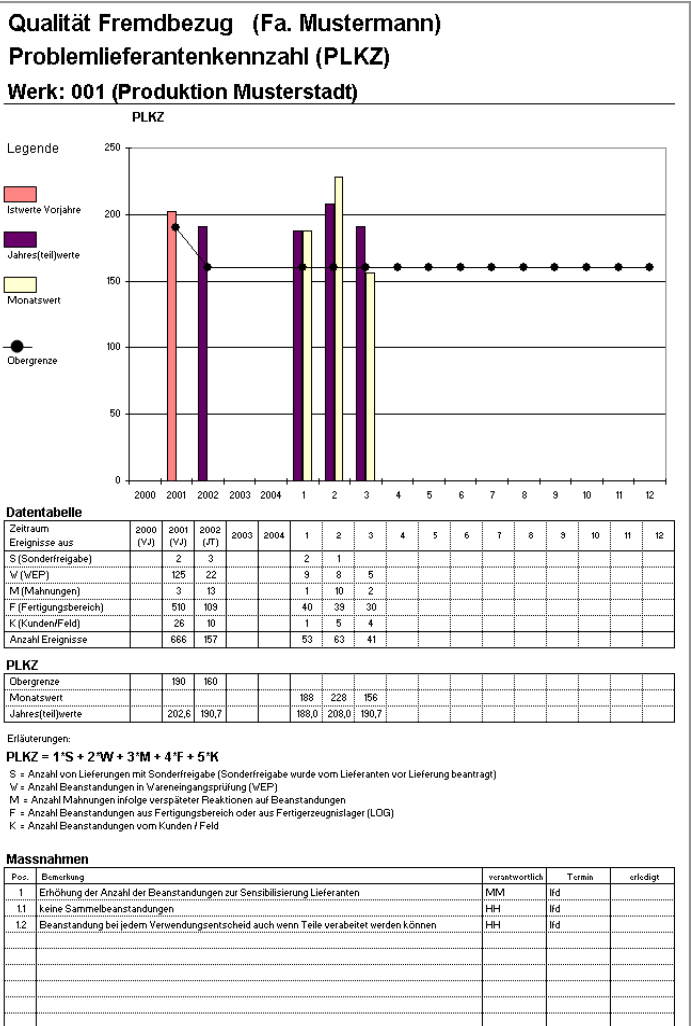 Qualität Fremdbezug (Fa. Mustermann)
Problemlieferantenkennzahl (PLKZ)
Werk: 001 (Produktion Musterstadt)
PLKZ
Legende
Istwerte Vorjahre
Jahres(teil)werte
Monatswert
Obergrenze
250
200
150
100
50
0
2000 2001 2002 2003 2004 1 2 3 4 5 6 7 8 9 10 11 12
Datentabelle
Zeitraum
Ereignisse aus
2000 (VJ) 2001 (VJ) 2002 (JT) 2003 2004 1 2 3 4 5 6 7 8 9 10 11 12
S (Sonderfreigabe) 2 3 2 1
W (WEP) 125 22 9 8 5
M (Mahnungen) 3 13 1 10 2
F (Fertigungsbereich) 510 109 40 39 30
K (Kunden/Feld) 26 10 1 5 4
Anzahl Ereignisse 666 157 53 63 41
PLKZ
Obergrenze 190 160
Monatswert 188 228 156
Jahres(teil)werte 202,6 190,7 188,0 208,0 190,7
Erläuterungen:
PLKZ = 1*S + 2*W + 3*M + 4*F + 5*K
S = Anzahl von Lieferungen mit Sonderfreigabe (Sonderfreigabe wurde vom Lieferanten vor Lieferung beantragt)
W = Anzahl Beanstandungen in Wareneingangsprüfung (WEP)
M = Anzahl Mahnungen infolge verspäteter Reaktionen auf Beanstandungen
F = Anzahl Beanstandungen aus Fertigungsbereich oder aus Fertigerzeugnislager (LOG)
K = Anzahl Beanstandungen vom Kunden / Feld
Massnahmen
Pos. Bemerkung verantwortlich Termin erledigt
1 Erhöhung der Anzahl der Beanstandungen zur Sensibilisierung Lieferanten MM lfd
1.1 keine Sammelbeanstandungen HH lfd
1.2 Beanstandung bei jedem Verwendungsentscheid auch wenn Teile verabeitet werden können HH lfd